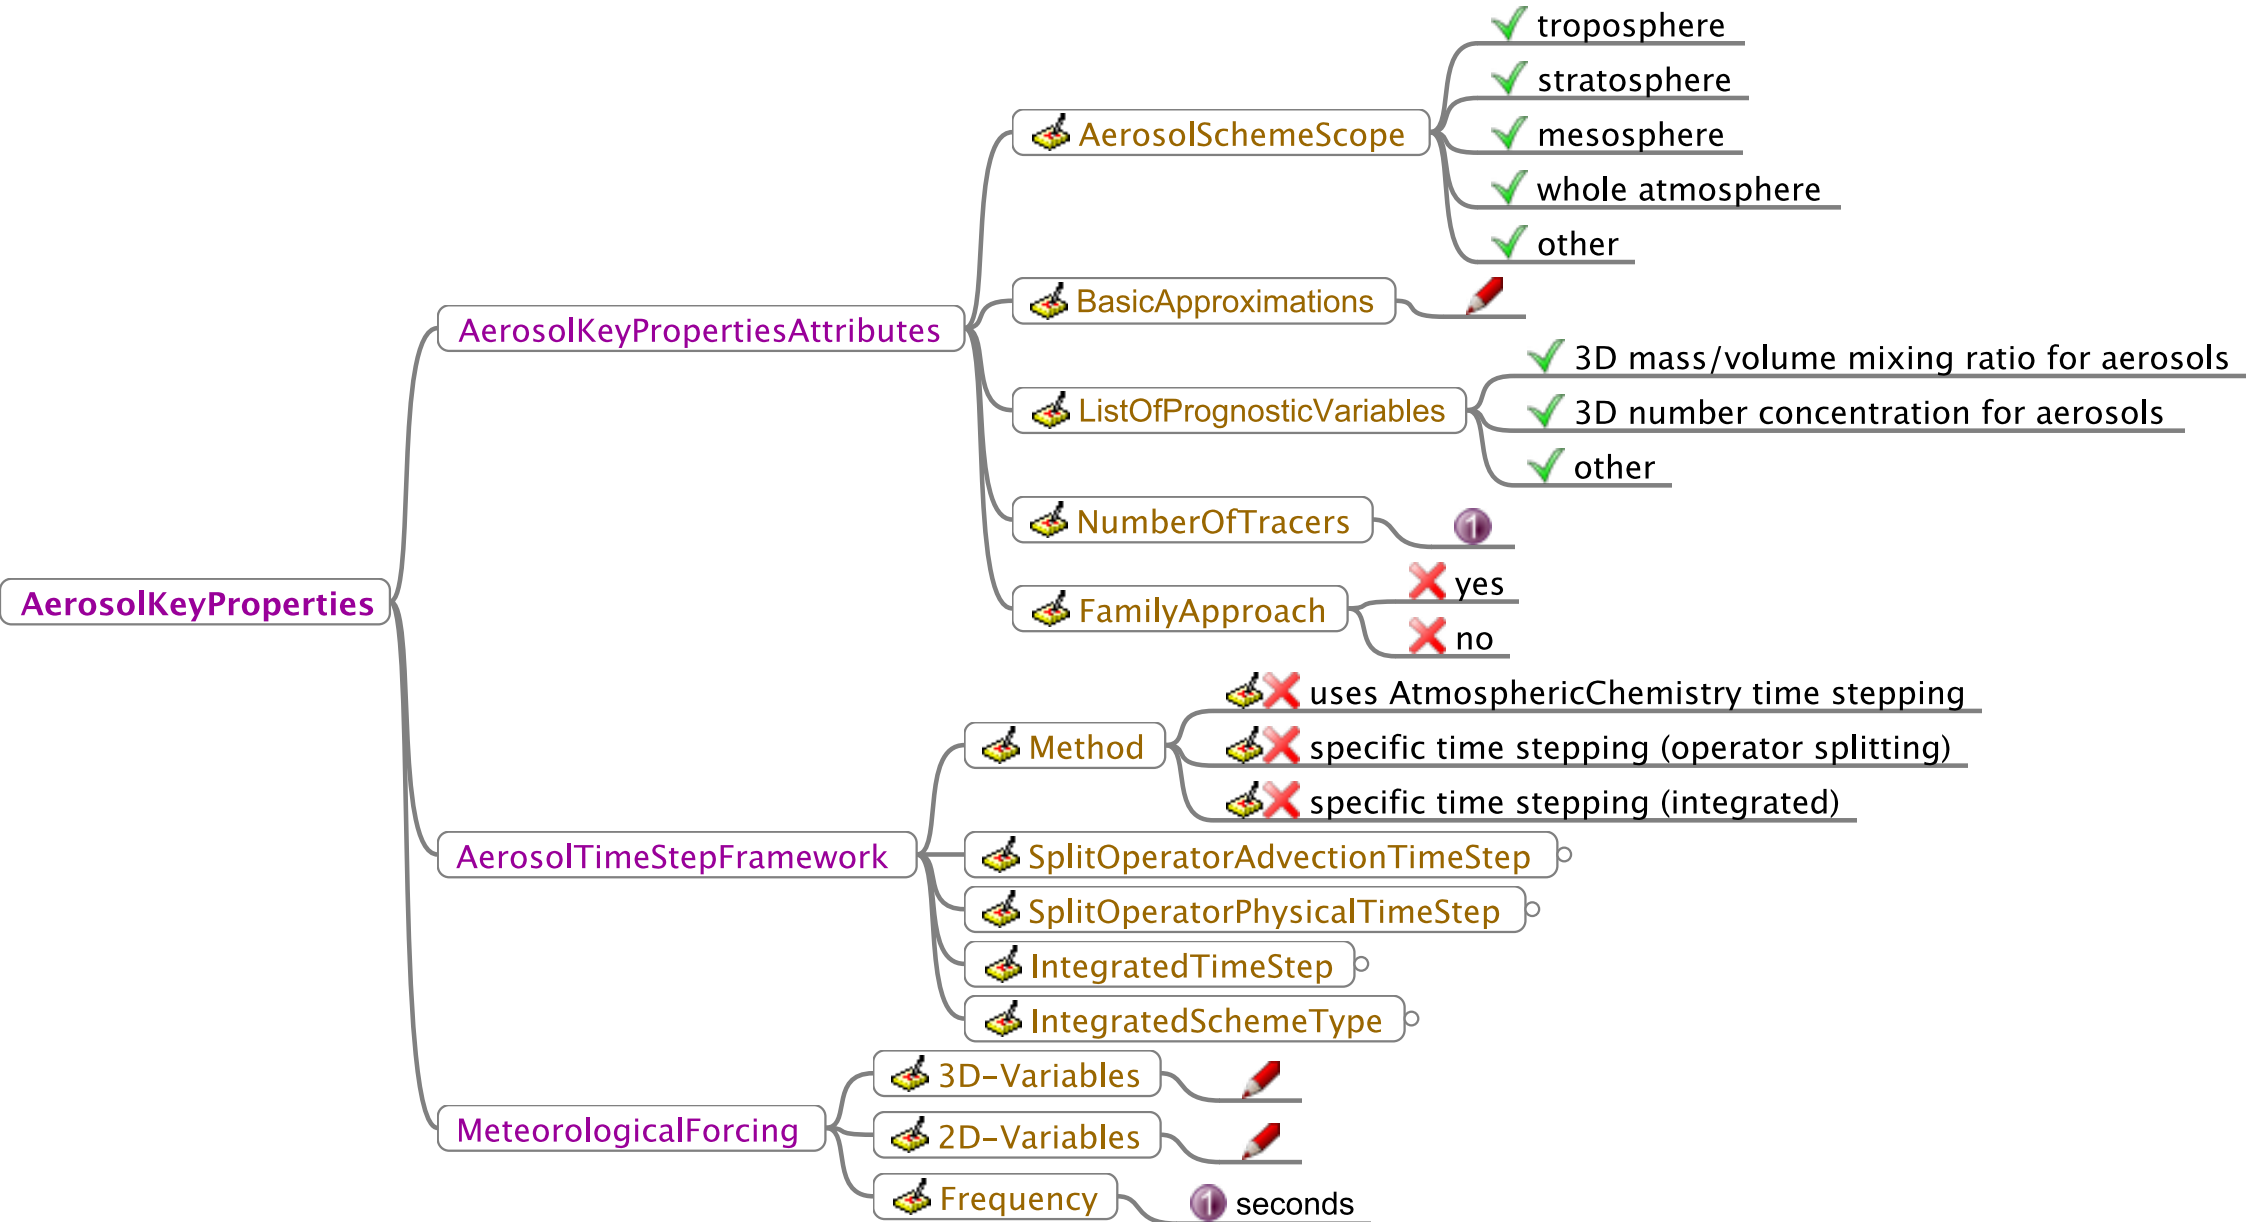 AerosolKeyProperties
AerosolKeyPropertiesAttributes
AerosolSchemeScope
troposphere
stratosphere
mesosphere
whole atmosphere
other
BasicApproximations
ListOfPrognosticVariables
3D mass/volume mixing ratio for aerosols
3D number concentration for aerosols
other
NumberOfTracers
1
FamilyApproach
yes
no
AerosolTimeStepFramework
Method
uses AtmosphericChemistry time stepping
specific time stepping (operator splitting)
specific time stepping (integrated)
SplitOperatorAdvectionTimeStep
SplitOperatorPhysicalTimeStep
IntegratedTimeStep
IntegratedSchemeType
MeteorologicalForcing
3D-Variables
2D-Variables
Frequency
1 seconds